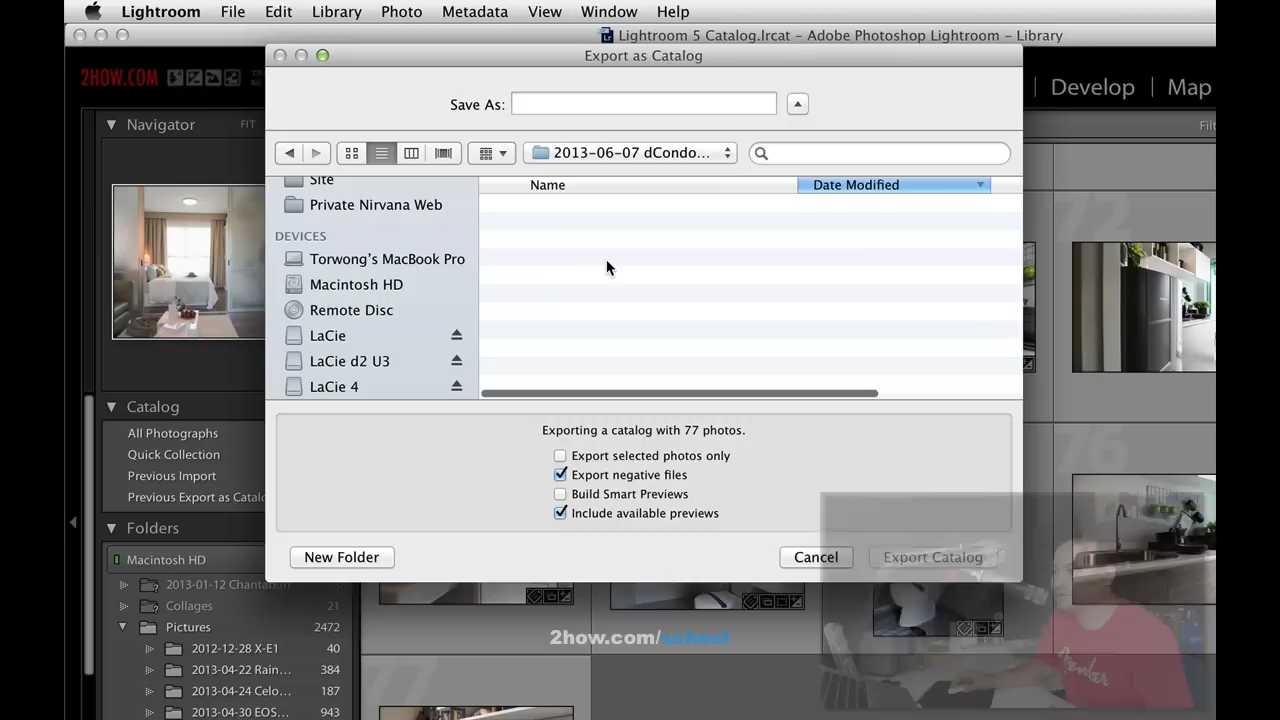 Lightroom File Edit Library Photo Metadata View Window Help
Lightroom 5 Catalog.lrcat – Adobe Photoshop Lightroom – Library
Export as Catalog
2HOW.COM
Develop | Map
Save As:
Navigator FIT
2013-06-07 dCondo...
Site
Name Date Modified
Private Nirvana Web
DEVICES
Torwong's MacBook Pro
Macintosh HD
Remote Disc
LaCie
LaCie d2 U3
LaCie 4
72
76
77
Catalog
All Photographs
Quick Collection
Previous Import
Previous Export as Catalo
Exporting a catalog with 77 photos.
Export selected photos only
Export negative files
Build Smart Previews
Include available previews
Folders
New Folder Cancel Export Catalog
Macintosh HD
2013-01-12 Chantah
Collages 21
Pictures 2472
2012-12-28 X-E1 40
2013-04-22 Rain... 384
2013-04-24 Celo... 187
2013-04-30 EOS... 943
2how.com/school
Fender